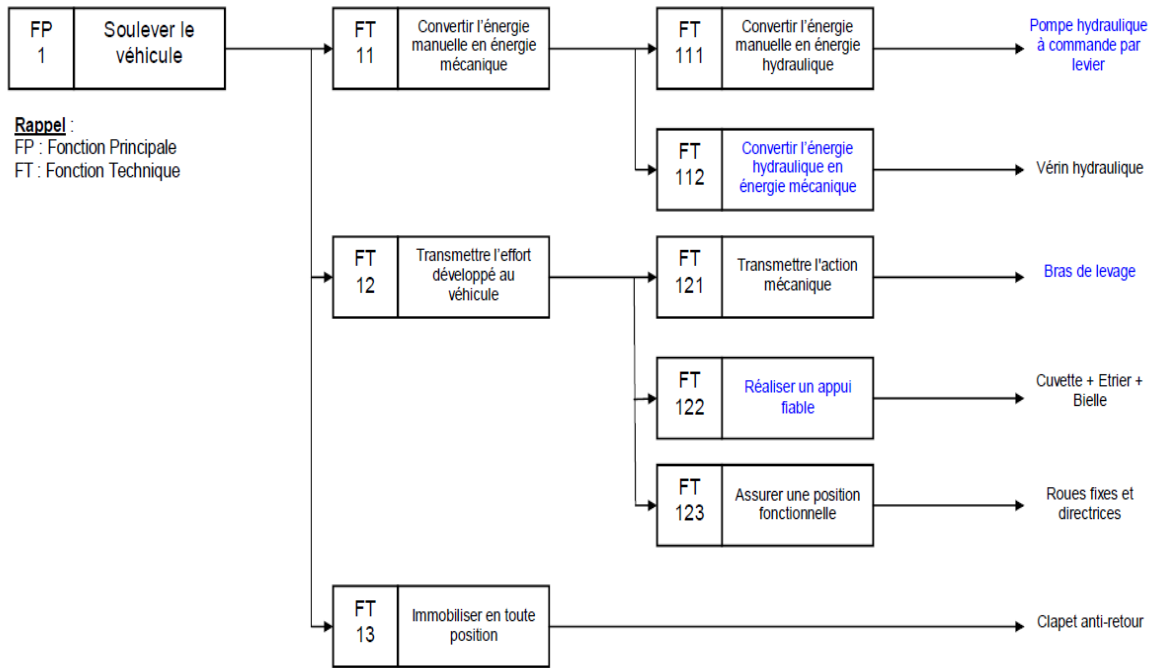 FP
1
Soulever le
véhicule
FT
11
Convertir l'énergie
manuelle en énergie
mécanique
FT
111
Convertir l'énergie
manuelle en énergie
hydraulique
Pompe hydraulique
à commande par
levier
Rappel :
FP : Fonction Principale
FT : Fonction Technique
FT
112
Convertir l'énergie
hydraulique en
énergie mécanique
Vérin hydraulique
FT
12
Transmettre l'effort
développé au
véhicule
FT
121
Transmettre l'action
mécanique
Bras de levage
FT
122
Réaliser un appui
fiable
Cuvette + Etrier +
Bielle
FT
123
Assurer une position
fonctionnelle
Roues fixes et
directrices
FT
13
Immobiliser en toute
position
Clapet anti-retour